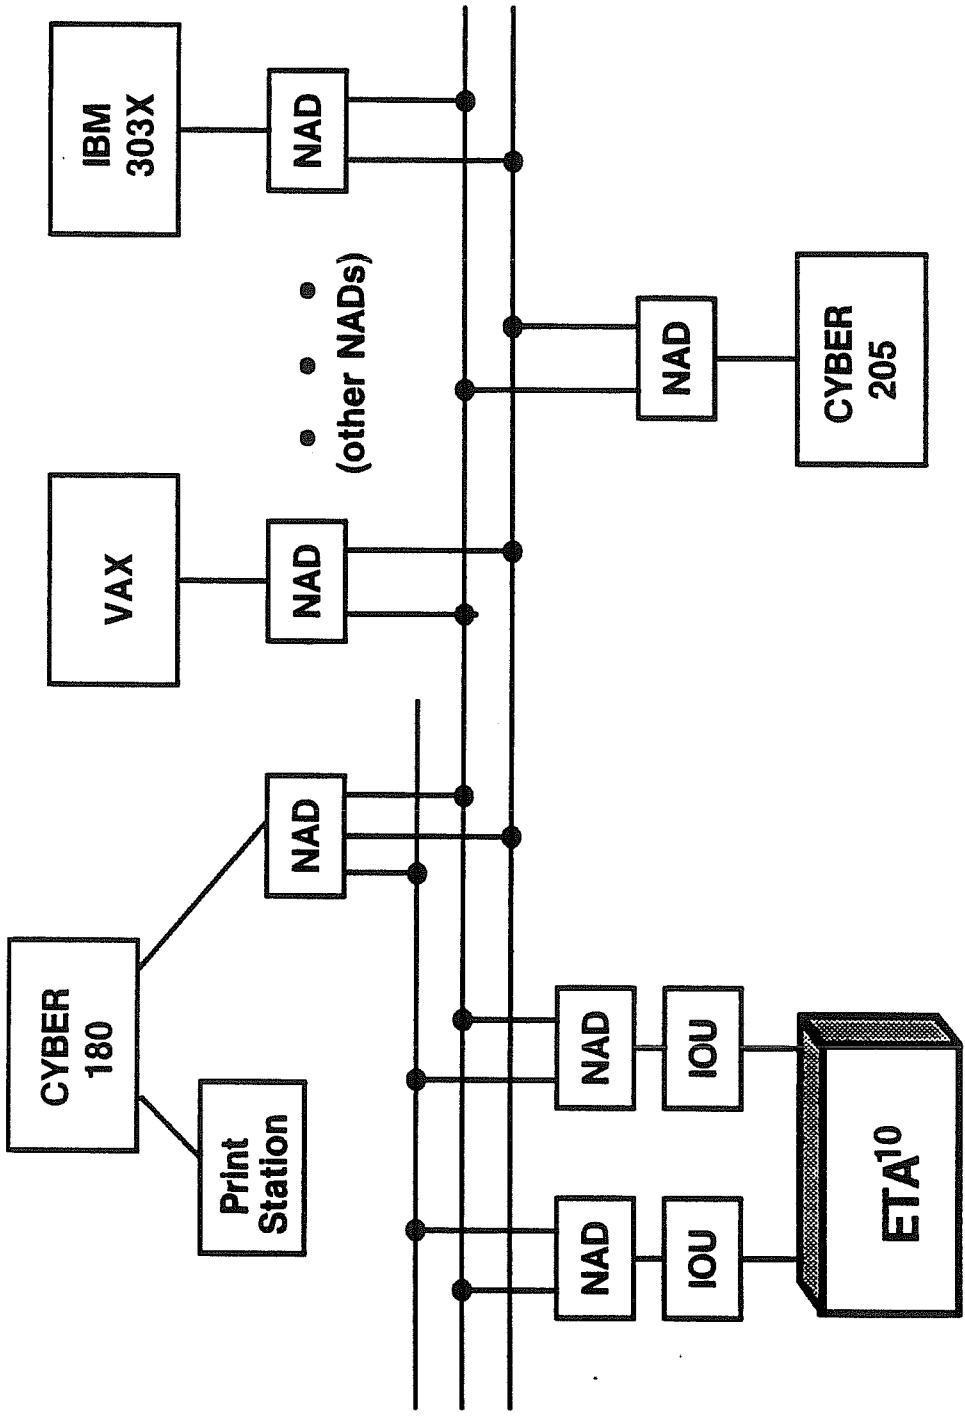 CYBER
180
Print
Station
NAD
VAX
NAD
(other NADs)
IBM
303X
NAD
NAD
IOU
NAD
IOU
ETA10
NAD
CYBER
205